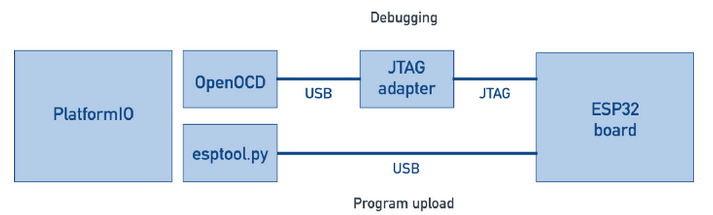 Debugging
PlatformIO
OpenOCD
USB
JTAG
adapter
JTAG
ESP32
board
esptool.py
USB
Program upload